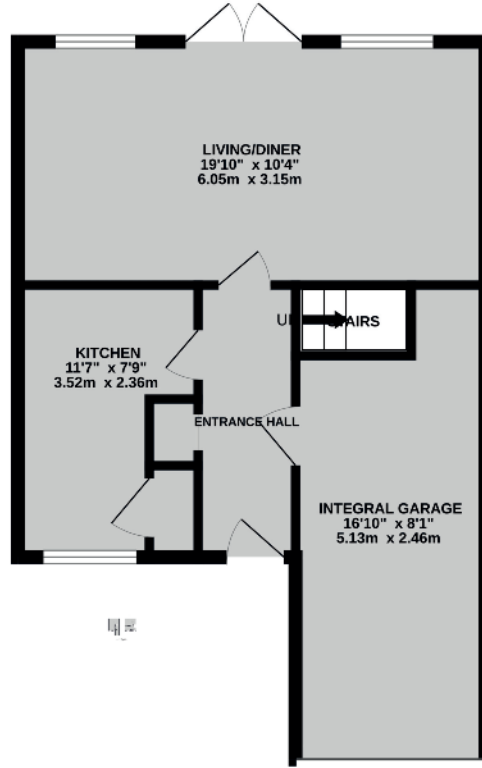 LIVING/DINER
19'10" x 10'4"
6.05m x 3.15m
KITCHEN
11'7" x 7'9"
3.52m x 2.36m
ENTRANCE HALL
INTEGRAL GARAGE
16'10" x 8'1"
5.13m x 2.46m